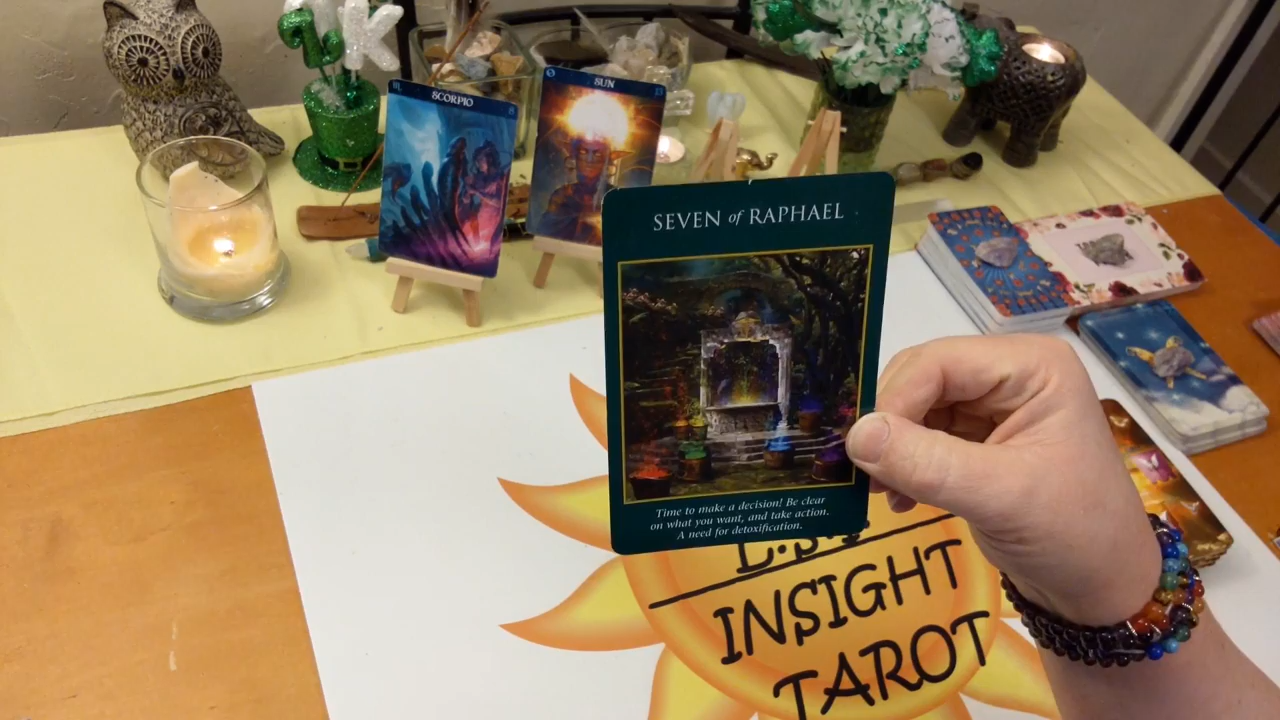 SCORPIO
SUN
SEVEN of RAPHAEL
Time to make a decision! Be clear
on what you want, and take action.
A need for detoxification.
INSIGHT
TAROT